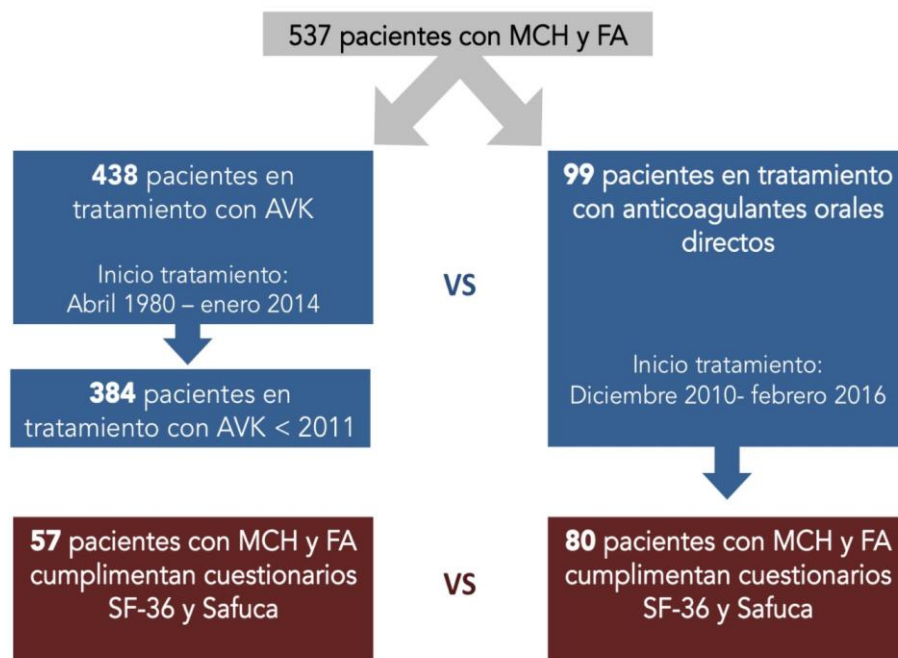 537 pacientes con MCH y FA
438 pacientes en
tratamiento con AVK
Inicio tratamiento:
Abril 1980 – enero 2014
VS
99 pacientes en tratamiento
con anticoagulantes orales
directos
Inicio tratamiento:
Diciembre 2010- febrero 2016
384 pacientes en
tratamiento con AVK < 2011
57 pacientes con MCH y FA
cumplimentan cuestionarios
SF-36 y Safuca
VS
80 pacientes con MCH y FA
cumplimentan cuestionarios
SF-36 y Safuca